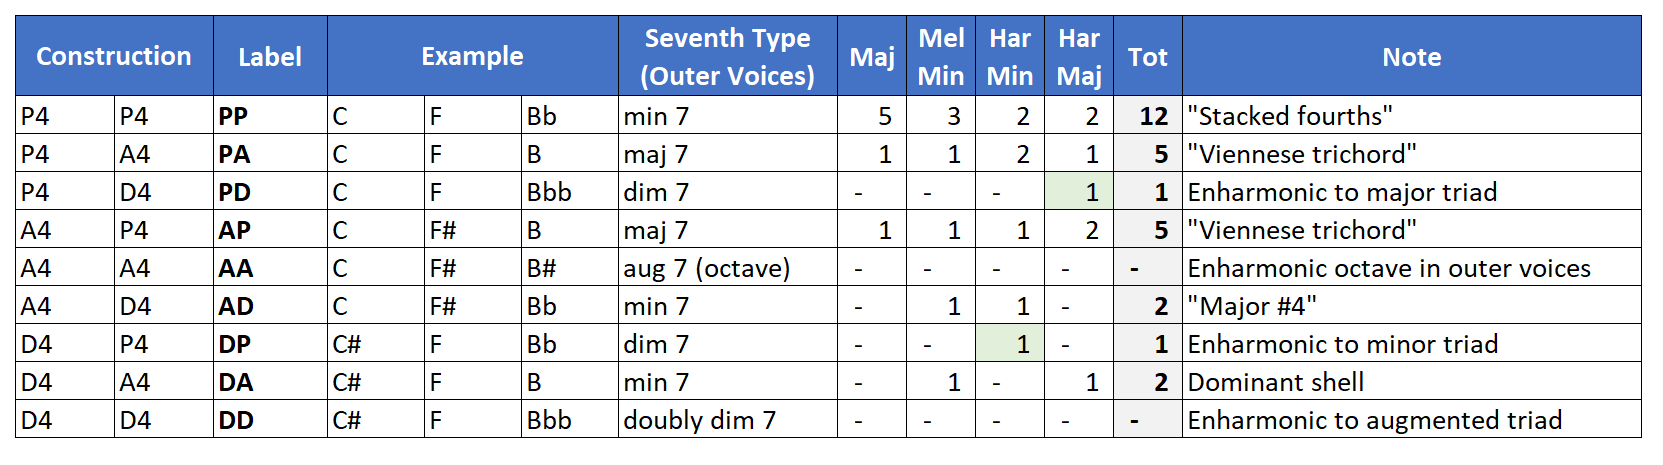 Construction Label Example Seventh Type (Outer Voices) Maj Mel Min Har Min Har Maj Tot Note
P4 P4 PP C F Bb min 7 5 3 2 2 12 "Stacked fourths"
P4 A4 PA C F B maj 7 1 1 2 1 5 "Viennese trichord"
P4 D4 PD C F Bbb dim 7 - - - 1 1 Enharmonic to major triad
A4 P4 AP C F# B maj 7 1 1 1 2 5 "Viennese trichord"
A4 A4 AA C F# B# aug 7 (octave) - - - - - Enharmonic octave in outer voices
A4 D4 AD C F# Bb min 7 - 1 1 - 2 "Major #4"
D4 P4 DP C# F Bb dim 7 - - 1 - 1 Enharmonic to minor triad
D4 A4 DA C# F B min 7 - 1 - 1 2 Dominant shell
D4 D4 DD C# F Bbb doubly dim 7 - - - - - Enharmonic to augmented triad